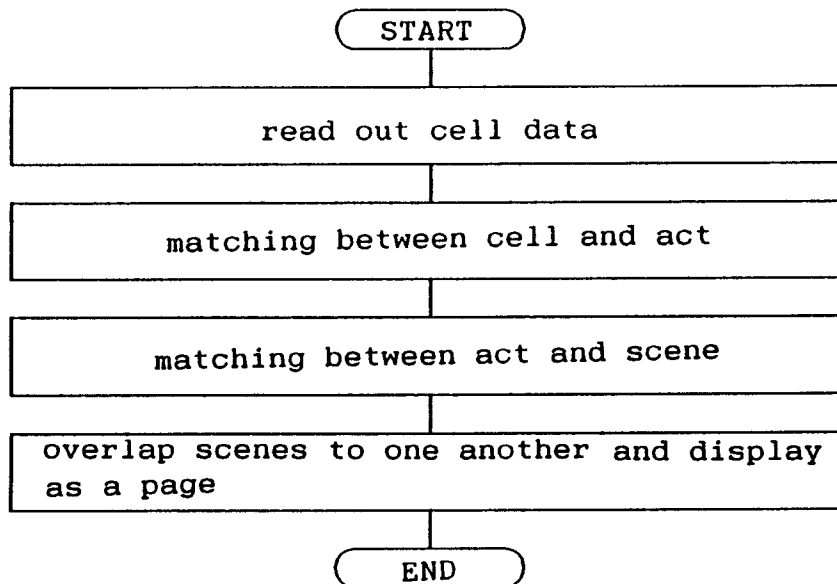 START
read out cell data
matching between cell and act
matching between act and scene
overlap scenes to one another and display
as a page
END